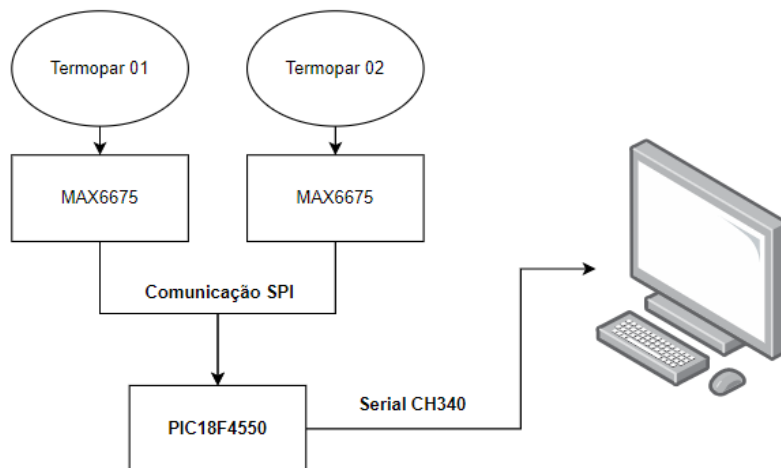 Termopar 01
Termopar 02
MAX6675
MAX6675
Comunicação SPI
Serial CH340
PIC18F4550